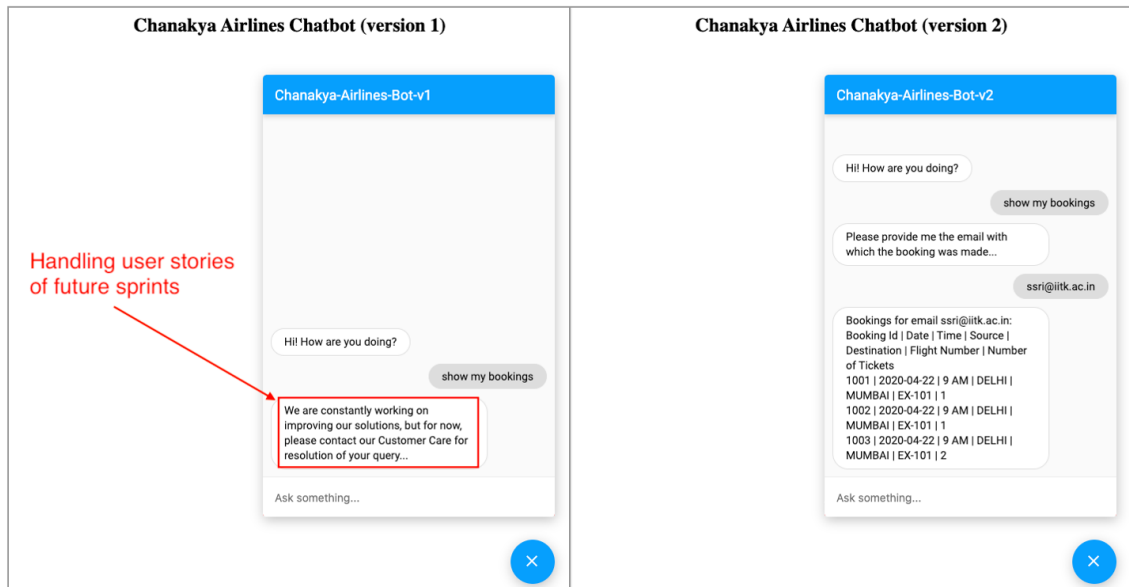 Chanakya Airlines Chatbot (version 1)
Chanakya-Airlines-Bot-v1
Handling user stories
of future sprints
Hi! How are you doing?
show my bookings
We are constantly working on
improving our solutions, but for now,
please contact our Customer Care for
resolution of your query...
Ask something...
Chanakya Airlines Chatbot (version 2)
Chanakya-Airlines-Bot-v2
Hi! How are you doing?
show my bookings
Please provide me the email with
which the booking was made...
ssri@iitk.ac.in
Bookings for email ssri@iitk.ac.in:
Booking Id | Date | Time | Source |
Destination | Flight Number | Number
of Tickets
1001 | 2020-04-22 | 9 AM | DELHI |
MUMBAI | EX-101 | 1
1002 | 2020-04-22 | 9 AM | DELHI |
MUMBAI | EX-101 | 1
1003 | 2020-04-22 | 9 AM | DELHI |
MUMBAI | EX-101 | 2
Ask something...